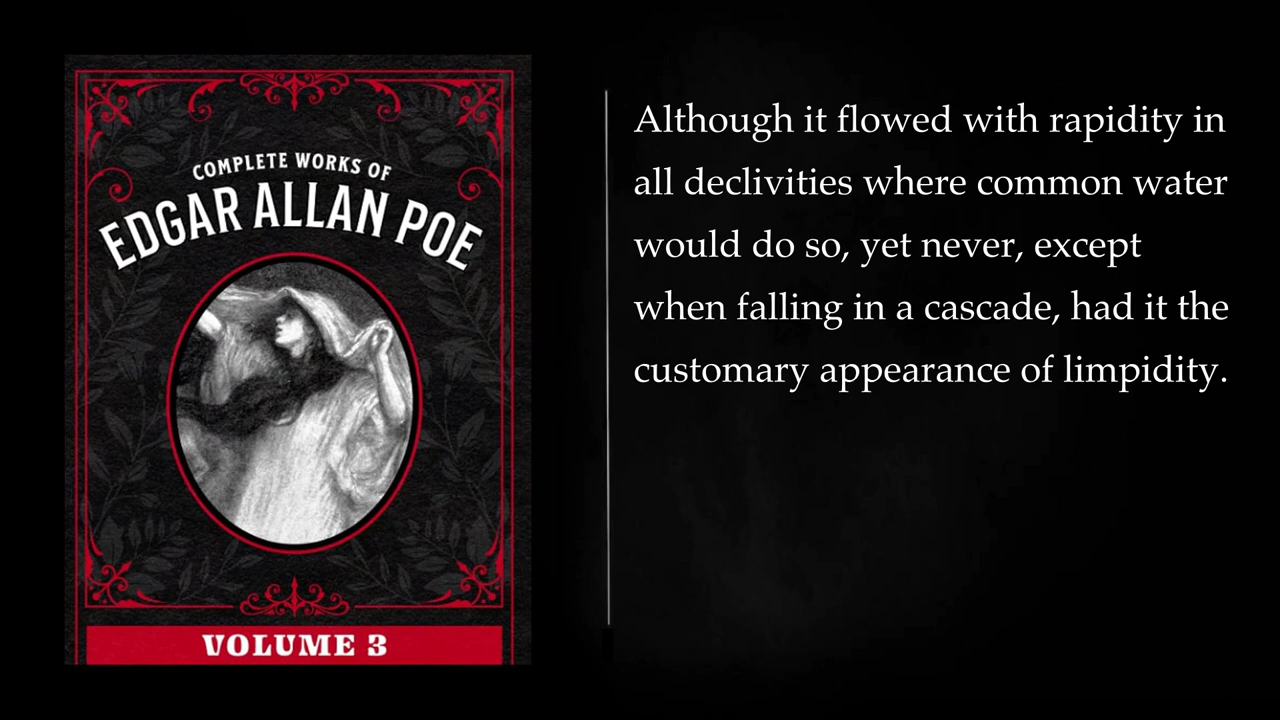 COMPLETE WORKS OF
EDGAR ALLAN POE
VOLUME 3
Although it flowed with rapidity in
all declivities where common water
would do so, yet never, except
when falling in a cascade, had it the
customary appearance of limpidity.